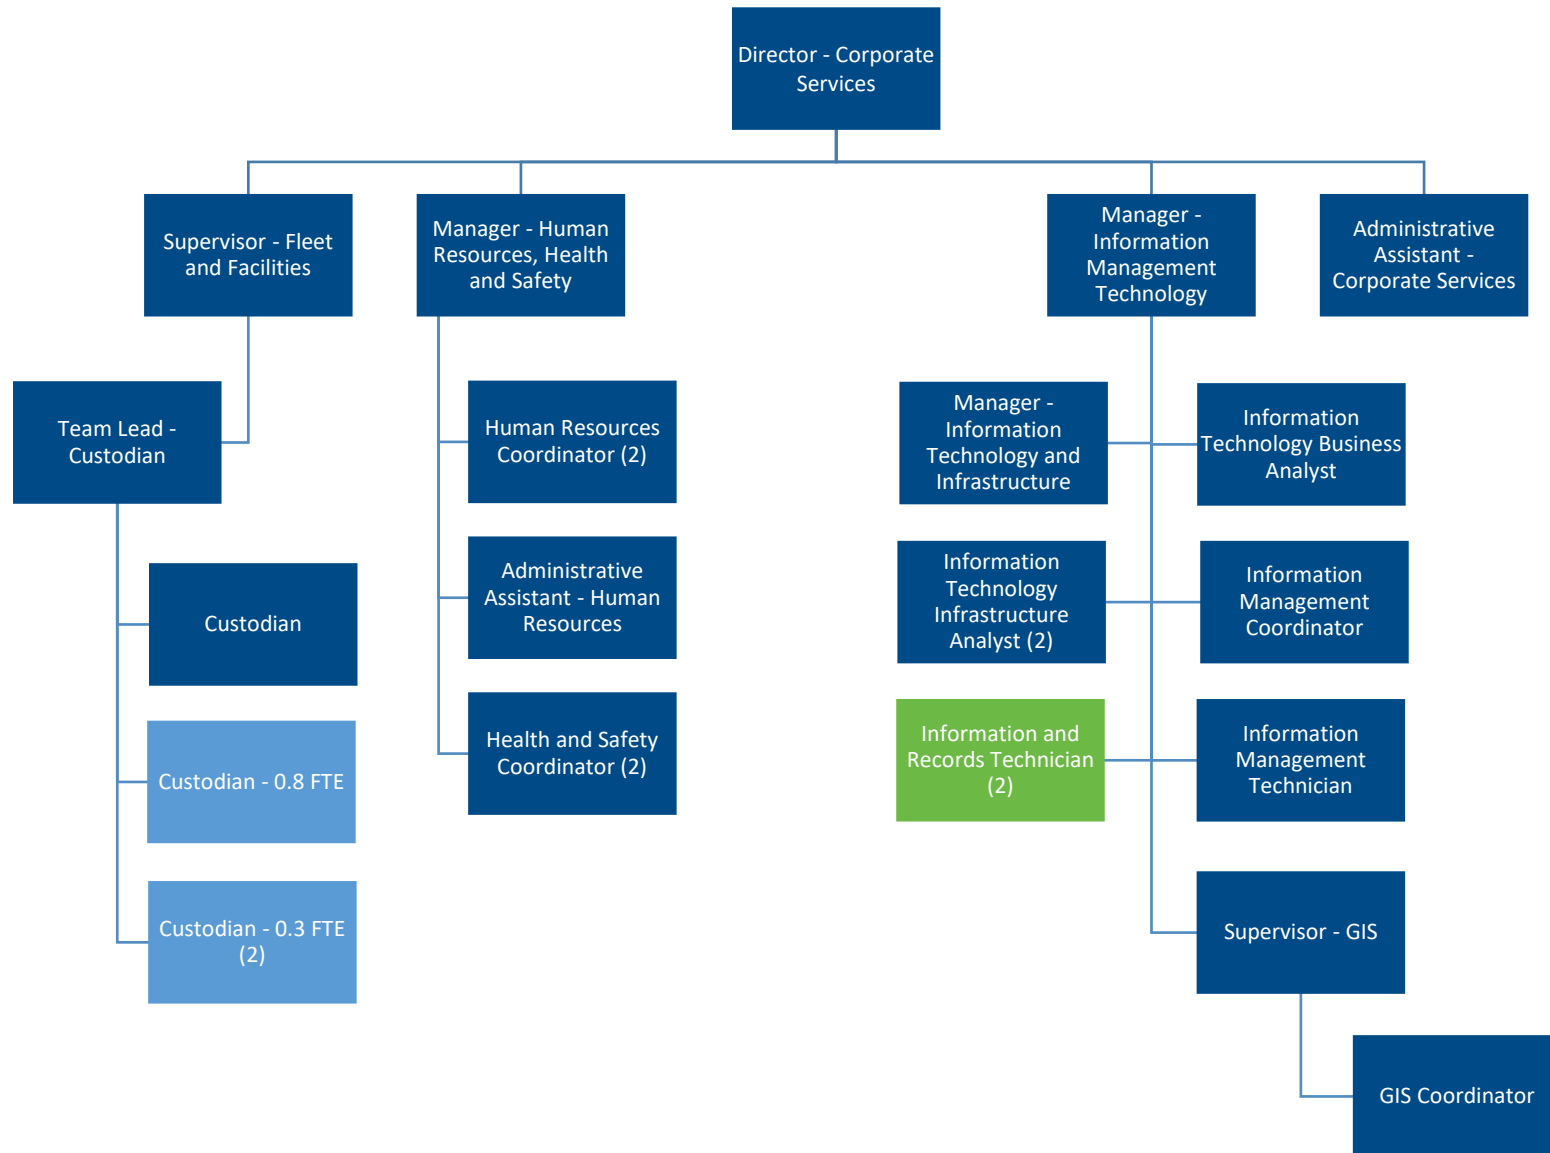 Director - Corporate
Services
Supervisor - Fleet
and Facilities
Manager - Human
Resources, Health
and Safety
Manager -
Information
Management
Technology
Administrative
Assistant -
Corporate Services
Team Lead -
Custodian
Custodian
Custodian - 0.8 FTE
Custodian - 0.3 FTE
(2)
Human Resources
Coordinator (2)
Administrative
Assistant - Human
Resources
Health and Safety
Coordinator (2)
Manager -
Information
Technology and
Infrastructure
Information
Technology Business
Analyst
Information
Technology
Infrastructure
Analyst (2)
Information
Management
Coordinator
Information and
Records Technician
(2)
Information
Management
Technician
Supervisor - GIS
GIS Coordinator